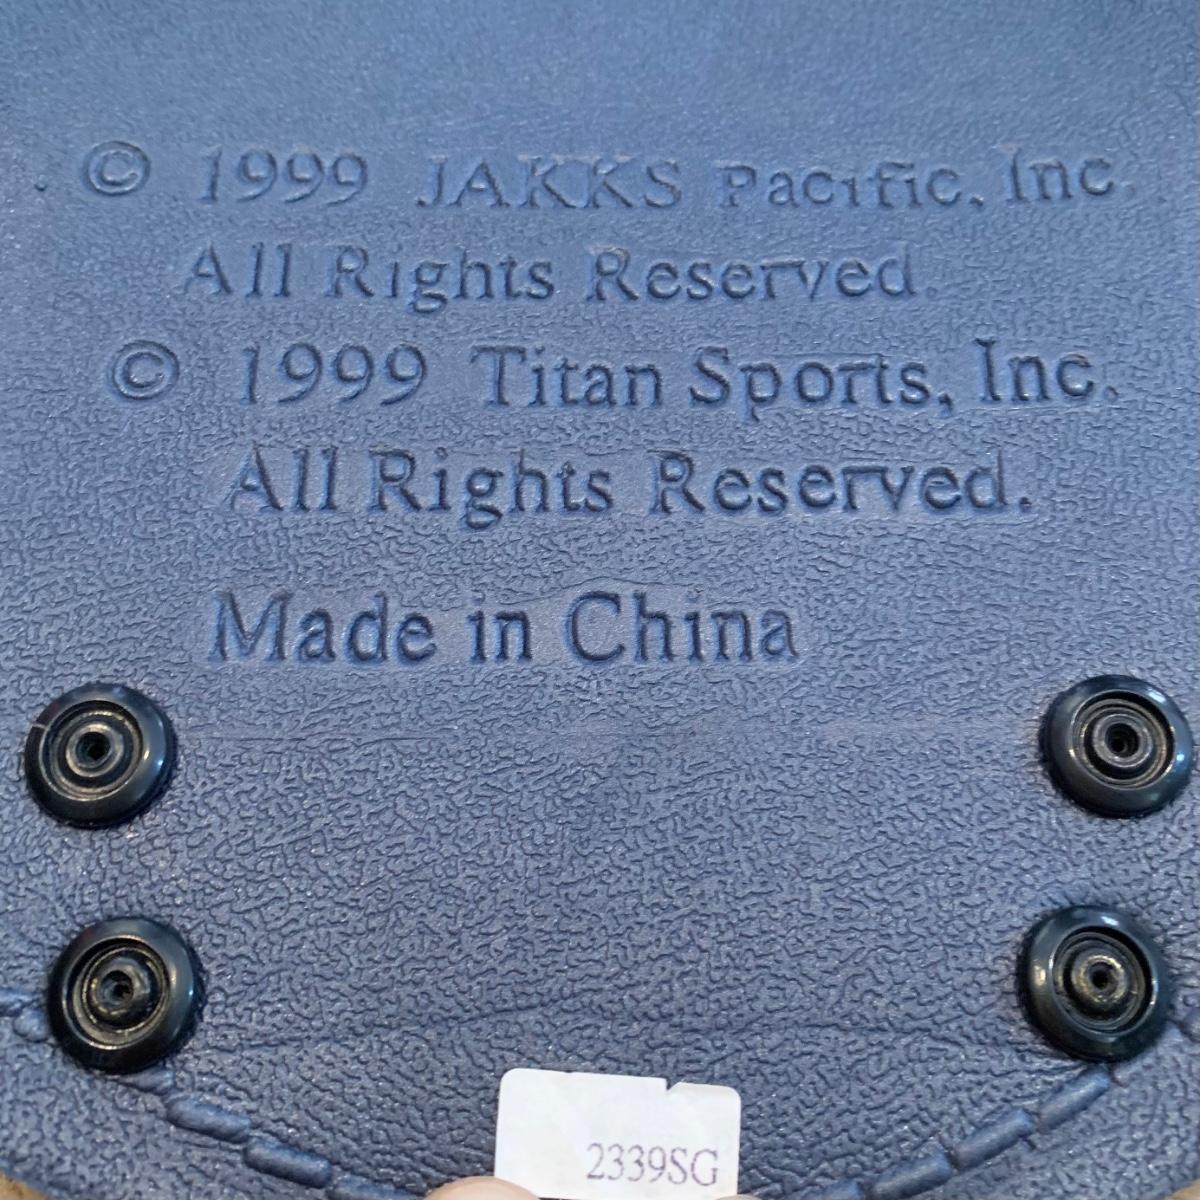 © 1999 JAKKS Pacific, Inc.
All Rights Reserved.
© 1999 Titan Sports, Inc.
All Rights Reserved.
Made in China
2339SG